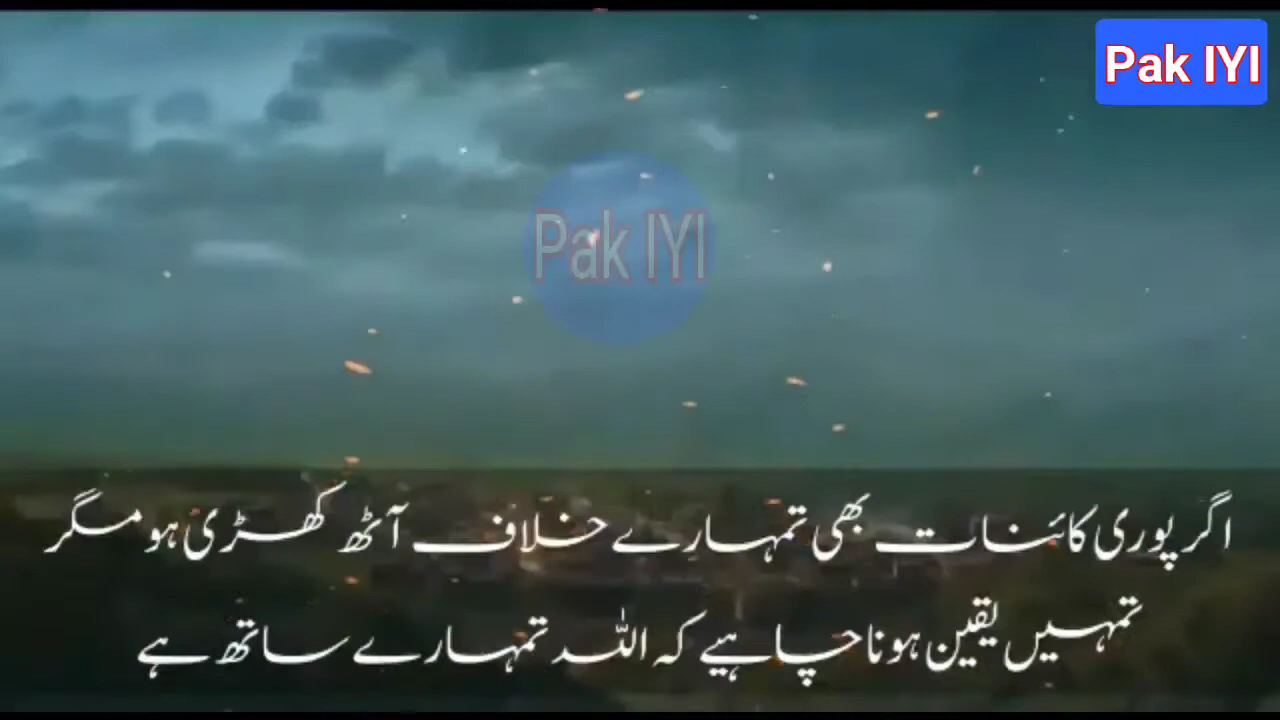 Pak IYI
Pak IYI
اگر پوری کائنات بھی تمہارے خلاف آٹھ کھڑی ہو مگر
تمہیں یقین ہونا چاہیے کہ اللہ تمہارے ساتھ ہے